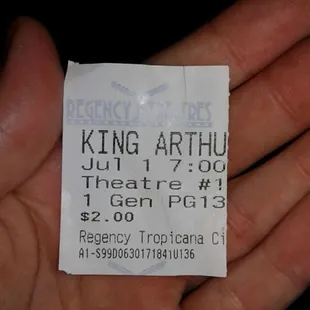 REGENCY THEATRES
KING ARTHU
Jul 1 7:00
Theatre #1
1 Gen PG13
$2.00
Regency Tropicana Ci
A1-S99D0630171841U136